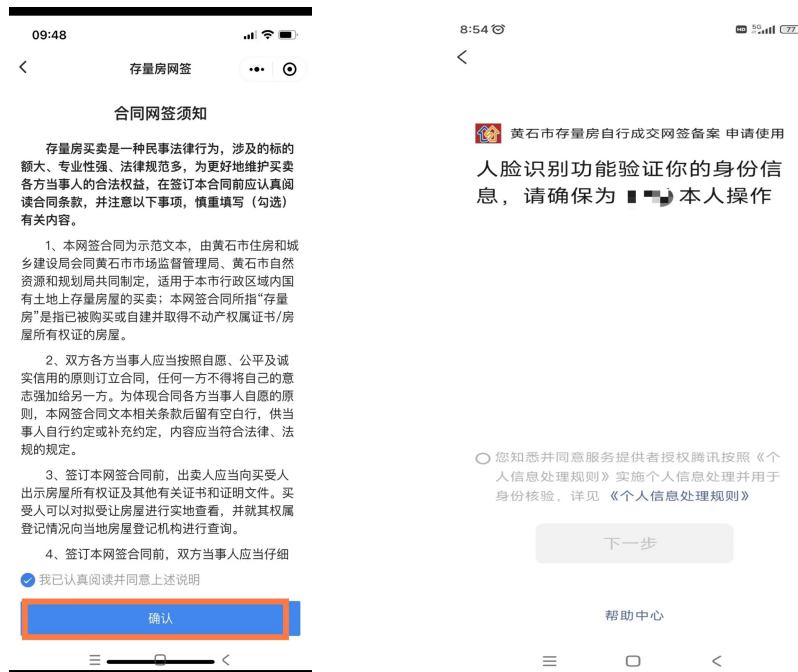 09:48
存量房网签
合同网签须知
存量房买卖是一种民事法律行为，涉及的标的
额大、专业性强、法律规范多，为更好地维护买卖
各方当事人的合法权益，在签订本合同前应认真阅
读合同条款，并注意以下事项，慎重填写（勾选）
有关内容。
1、本网签合同为示范文本，由黄石市住房和城
乡建设局会同黄石市市场监督管理局、黄石市自然
资源和规划局共同制定，适用于本市行政区域内国
有土地上存量房屋的买卖；本网签合同所指“存量
房”是指已被购买或自建并取得不动产权属证书/房
屋所有权证的房屋。
2、双方各方当事人应当按照自愿、公平及诚
实信用的原则订立合同，任何一方不得将自己的意
志强加给另一方。为体现合同各方当事人自愿的原
则，本网签合同文本相关条款后留有空白行，供当
事人自行约定或补充约定，内容应当符合法律、法
规的规定。
3、签订本网签合同前，出卖人应当向买受人
出示房屋所有权证及其他有关证书和证明文件。买
受人可以对拟受让房屋进行实地查看，并就其权属
登记情况向当地房屋登记机构进行查询。
4、签订本网签合同前，双方当事人应当仔细
我已认真阅读并同意上述说明
确认
8:54
HD 5G 77
黄石市存量房自行成交网签备案 申请使用
人脸识别功能验证你的身份信
息，请确保为 本人操作
您知悉并同意服务提供者授权腾讯按照《个
人信息处理规则》实施个人信息处理并用于
身份核验，详见 《个人信息处理规则》
下一步
帮助中心